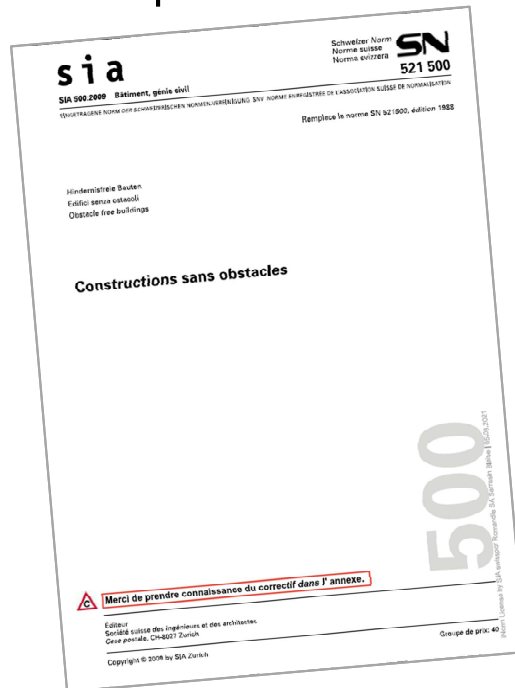 sia
Schweizer Norm
Norme suisse
Norma svizzera
SN
521 500
SIA 500:2009 Bâtiment, génie civil
EINGETRAGENE NORM DER SCHWEIZERISCHEN NORMEN-VEREINIGUNG SNV NORME ENREGISTRÉE DE L'ASSOCIATION SUISSE DE NORMALISATION
Remplace la norme SN 521500, édition 1988
Hindernisfreie Bauten
Edifici senza ostacoli
Obstacle free buildings
Constructions sans obstacles
500
C
Merci de prendre connaissance du correctif dans l'annexe.
Editeur
Société suisse des ingénieurs et des architectes
Case postale, CH-8027 Zurich
Copyright © 2009 by SIA Zurich
Groupe de prix: 40